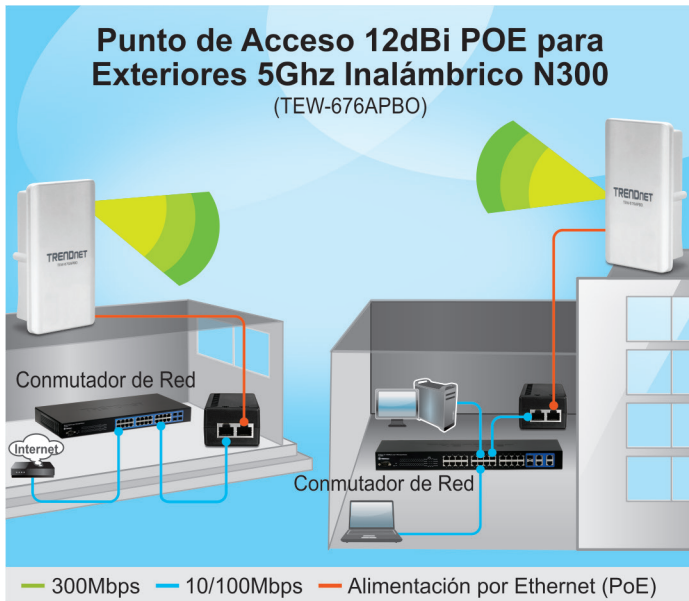 Punto de Acceso 12dBi POE para
Exteriores 5Ghz Inalámbrico N300
(TEW-676APBO)
TRENDNET
TRENDNET
Conmutador de Red
Internet
Conmutador de Red
300Mbps
10/100Mbps
Alimentación por Ethernet (PoE)